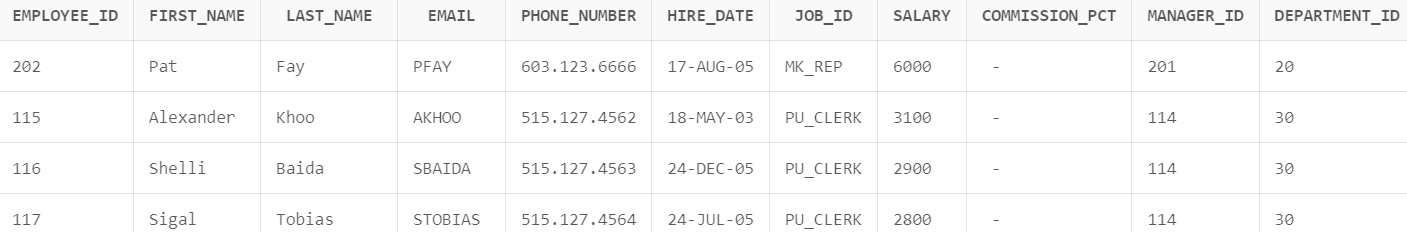 EMPLOYEE_ID FIRST_NAME LAST_NAME EMAIL PHONE_NUMBER HIRE_DATE JOB_ID SALARY COMMISSION_PCT MANAGER_ID DEPARTMENT_ID
202 Pat Fay PFAY 603.123.6666 17-AUG-05 MK_REP 6000 - 201 20
115 Alexander Khoo AKHOO 515.127.4562 18-MAY-03 PU_CLERK 3100 - 114 30
116 Shelli Baida SBAIDA 515.127.4563 24-DEC-05 PU_CLERK 2900 - 114 30
117 Sigal Tobias STOBIAS 515.127.4564 24-JUL-05 PU_CLERK 2800 - 114 30